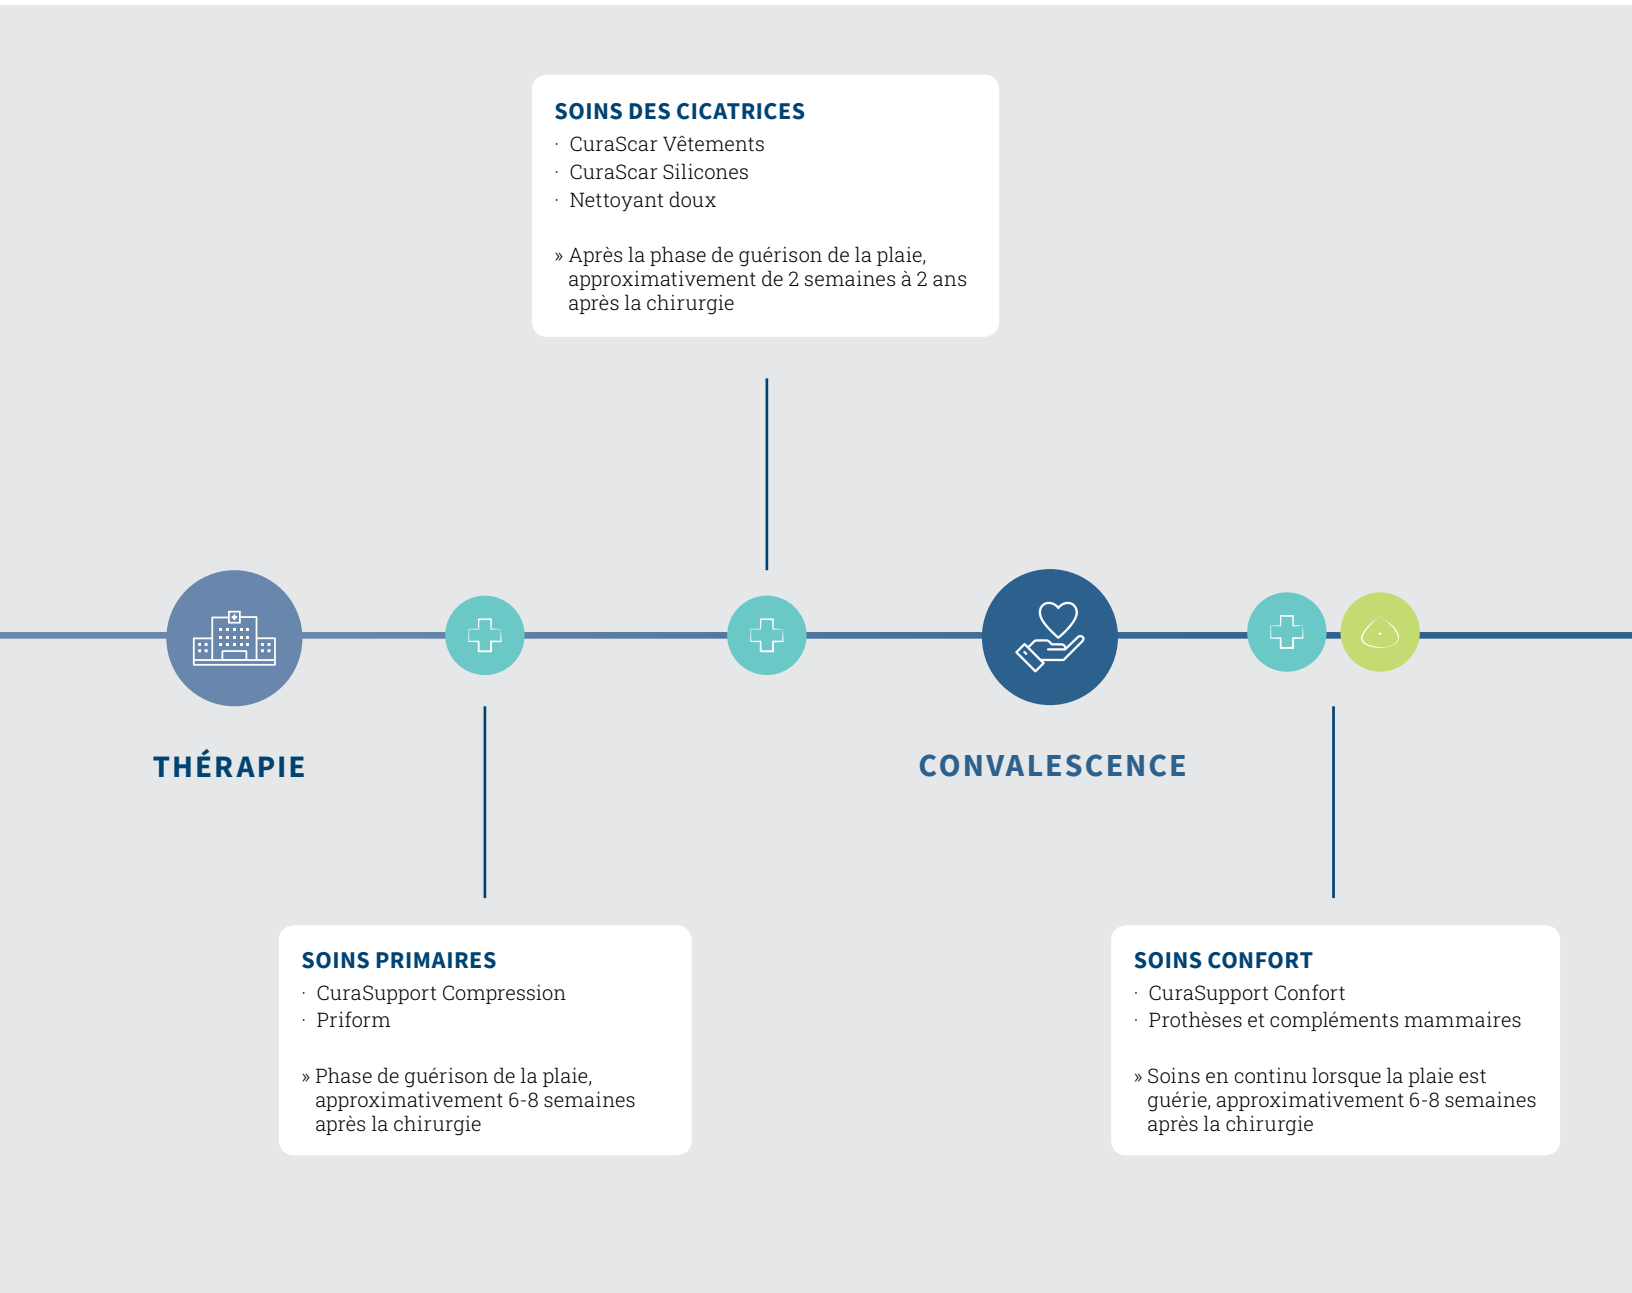 SOINS DES CICATRICES
· CuraScar Vêtements
· CuraScar Silicones
· Nettoyant doux
» Après la phase de guérison de la plaie,
approximativement de 2 semaines à 2 ans
après la chirurgie
THÉRAPIE
CONVALESCENCE
SOINS PRIMAIRES
· CuraSupport Compression
· Priform
» Phase de guérison de la plaie,
approximativement 6-8 semaines
après la chirurgie
SOINS CONFORT
· CuraSupport Confort
· Prothèses et compléments mammaires
» Soins en continu lorsque la plaie est
guérie, approximativement 6-8 semaines
après la chirurgie